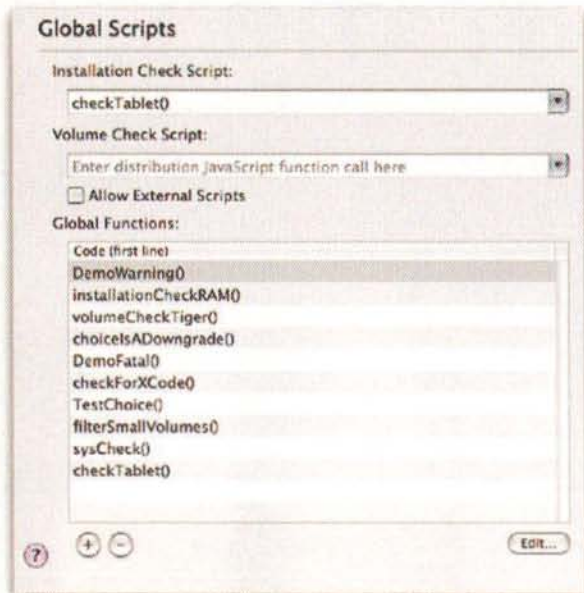 Global Scripts
Installation Check Script:
checkTablet()
Volume Check Script:
Enter distribution JavaScript function call here
Allow External Scripts
Global Functions:
Code (first line)
DemoWarning()
installationCheckRAM()
volumeCheckTiger()
choiceIsADowngrade()
DemoFatal()
checkForXCode()
TestChoice()
filterSmallVolumes()
sysCheck()
checkTablet()
? + −
Edit...